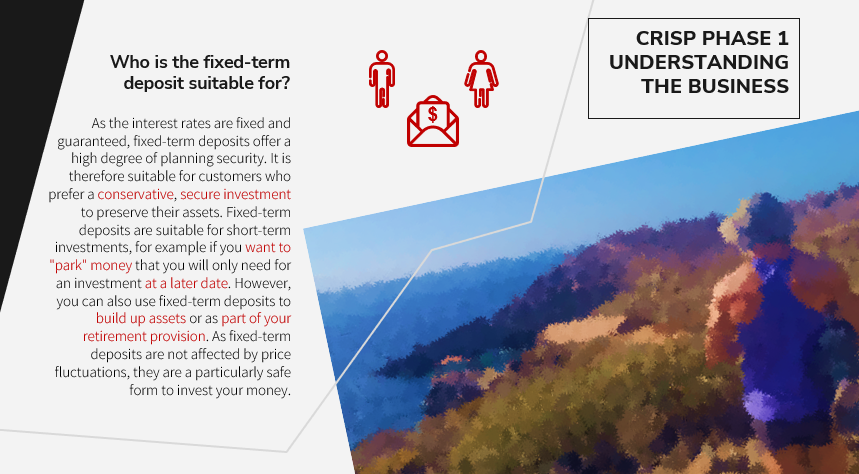 Who is the fixed-term
deposit suitable for?
As the interest rates are fixed and
guaranteed, fixed-term deposits offer a
high degree of planning security. It is
therefore suitable for customers who
prefer a conservative, secure investment
to preserve their assets. Fixed-term
deposits are suitable for short-term
investments, for example if you want to
"park" money that you will only need for
an investment at a later date. However,
you can also use fixed-term deposits to
build up assets or as part of your
retirement provision. As fixed-term
deposits are not affected by price
fluctuations, they are a particularly safe
form to invest your money.
$
CRISP PHASE 1
UNDERSTANDING
THE BUSINESS